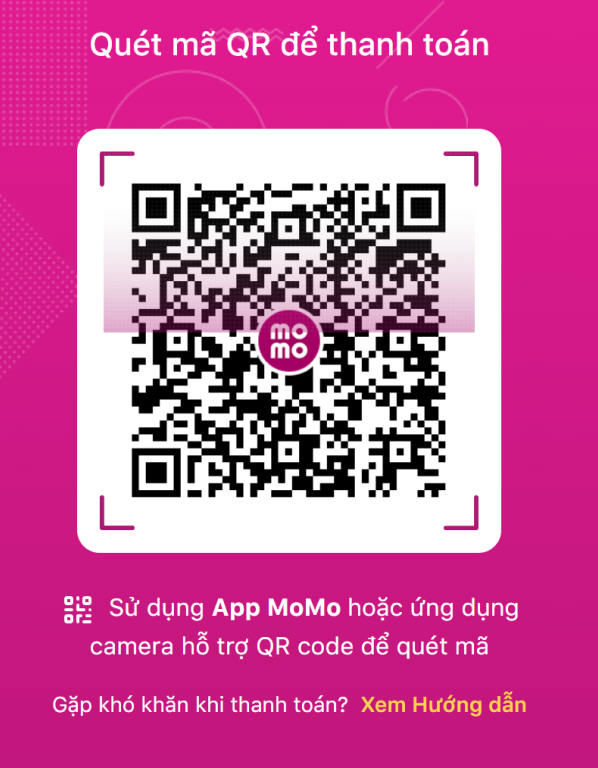 Quét mã QR để thanh toán
mo
mo
Sử dụng App MoMo hoặc ứng dụng
camera hỗ trợ QR code để quét mã
Gặp khó khăn khi thanh toán? Xem Hướng dẫn